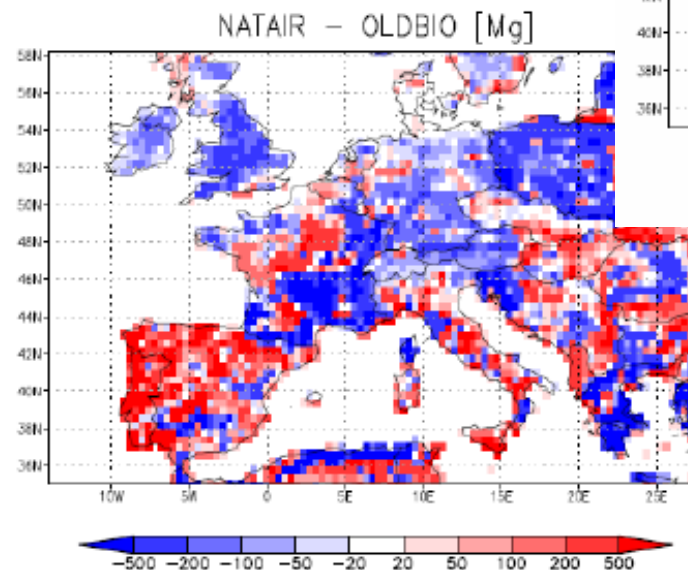 NATAIR – OLDBIO [Mg]
40N
38N
36N
58N
56N
54N
52N
50N
48N
46N
44N
42N
40N
38N
36N
10W 5W 0 5E 10E 15E 20E 25E
-500 -200 -100 -50 -20 20 50 100 200 500